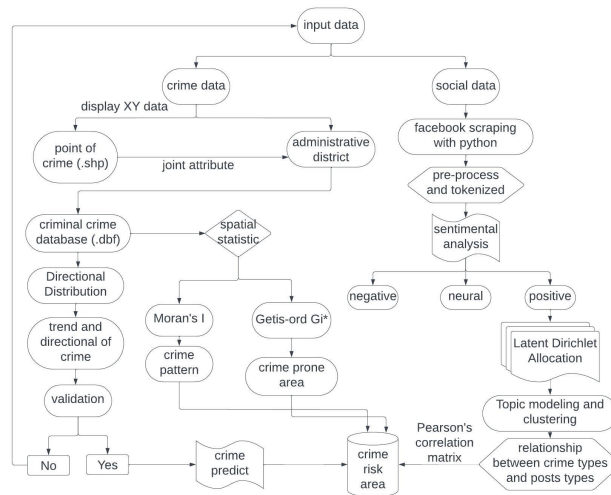 input data
crime data
social data
display XY data
point of
crime (.shp)
joint attribute
administrative
district
facebook scraping
with python
pre-process
and tokenized
criminal crime
database (.dbf)
spatial
statistic
sentimental
analysis
Directional
Distribution
negative
neural
positive
Moran's I
Getis-ord Gi*
trend and
directional of
crime
crime
pattern
crime prone
area
Latent Dirichlet
Allocation
validation
Topic modeling and
clustering
Pearson's
correlation
matrix
No
Yes
crime
predict
crime
risk
area
relationship
between crime types
and posts types